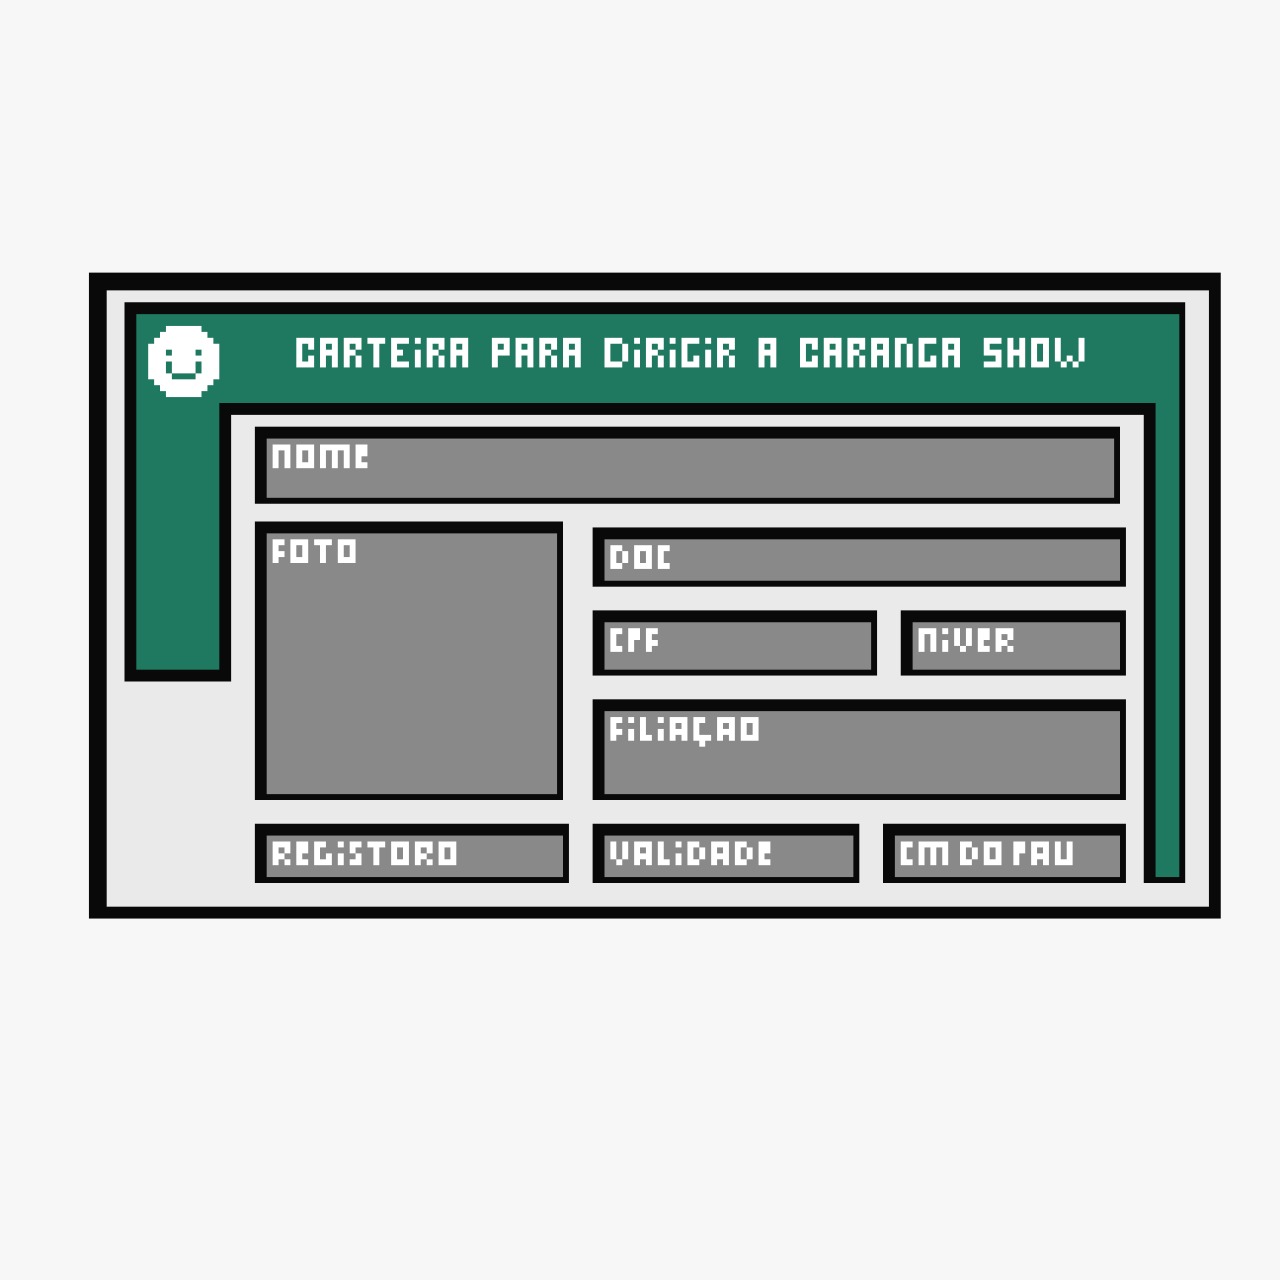 CARTEiRA PARA DiRiGiR A CARANGA SHOW
NOME
FOTO
DOC
CPF
NiVER
FiLiAÇAO
REGiSTORO
VALiDADE
CM DO PAU